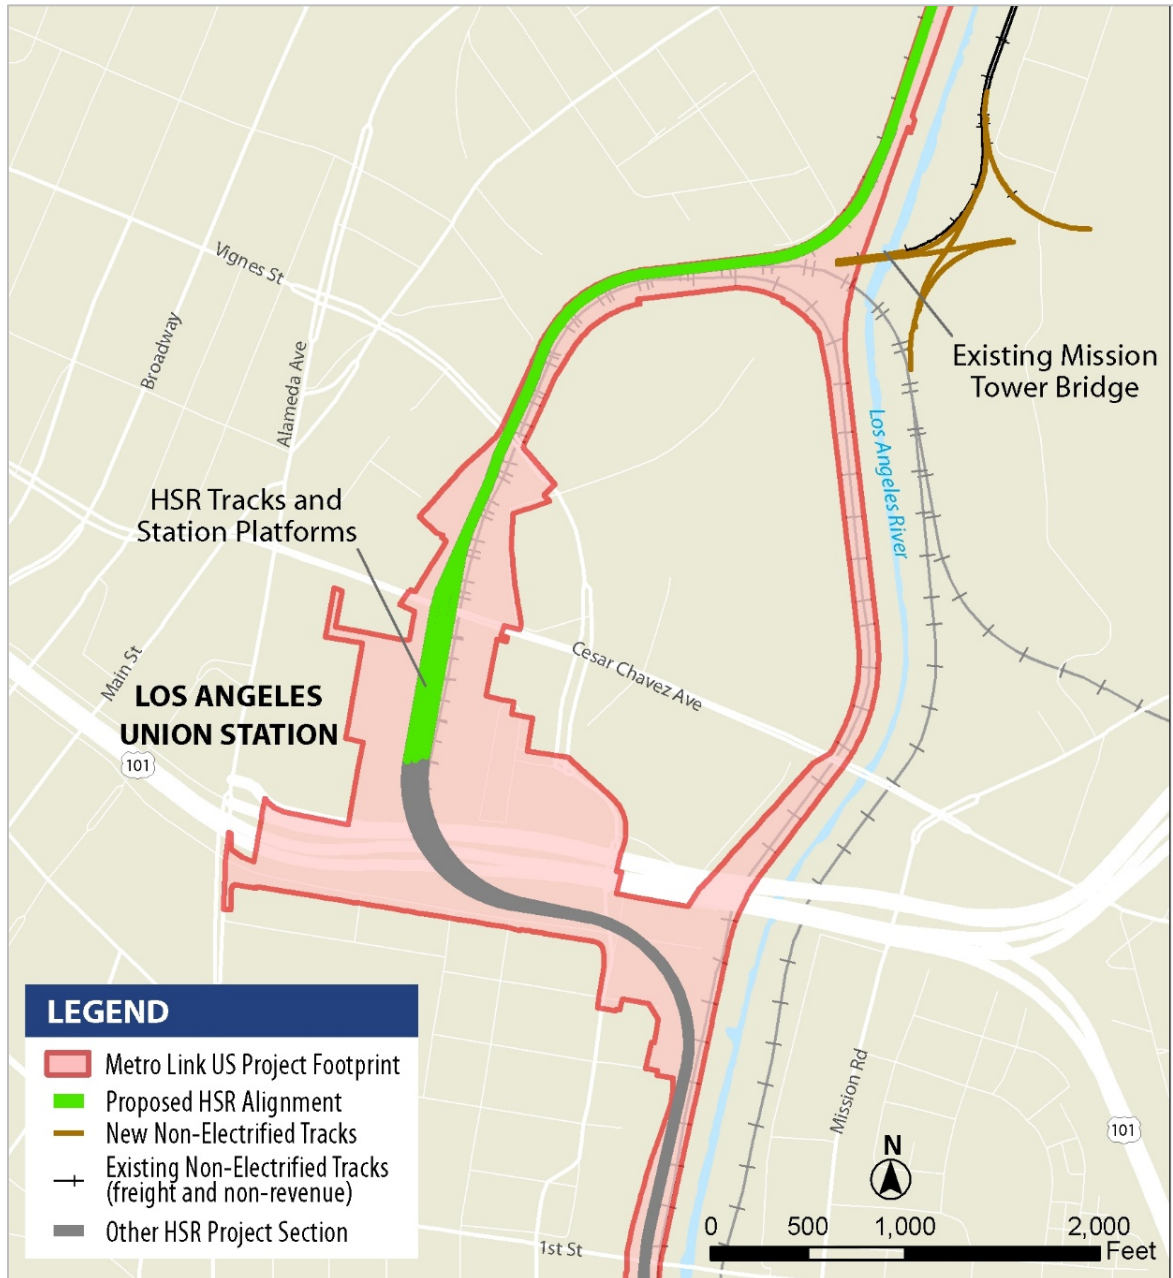 Vignes St
Broadway
Alameda Ave
Existing Mission
Tower Bridge
Los Angeles River
HSR Tracks and
Station Platforms
Cesar Chavez Ave
Main St
LOS ANGELES
UNION STATION
101
LEGEND
Metro Link US Project Footprint
Proposed HSR Alignment
New Non-Electrified Tracks
Existing Non-Electrified Tracks
(freight and non-revenue)
Other HSR Project Section
Mission Rd
101
N
1st St
0 500 1,000 2,000
Feet